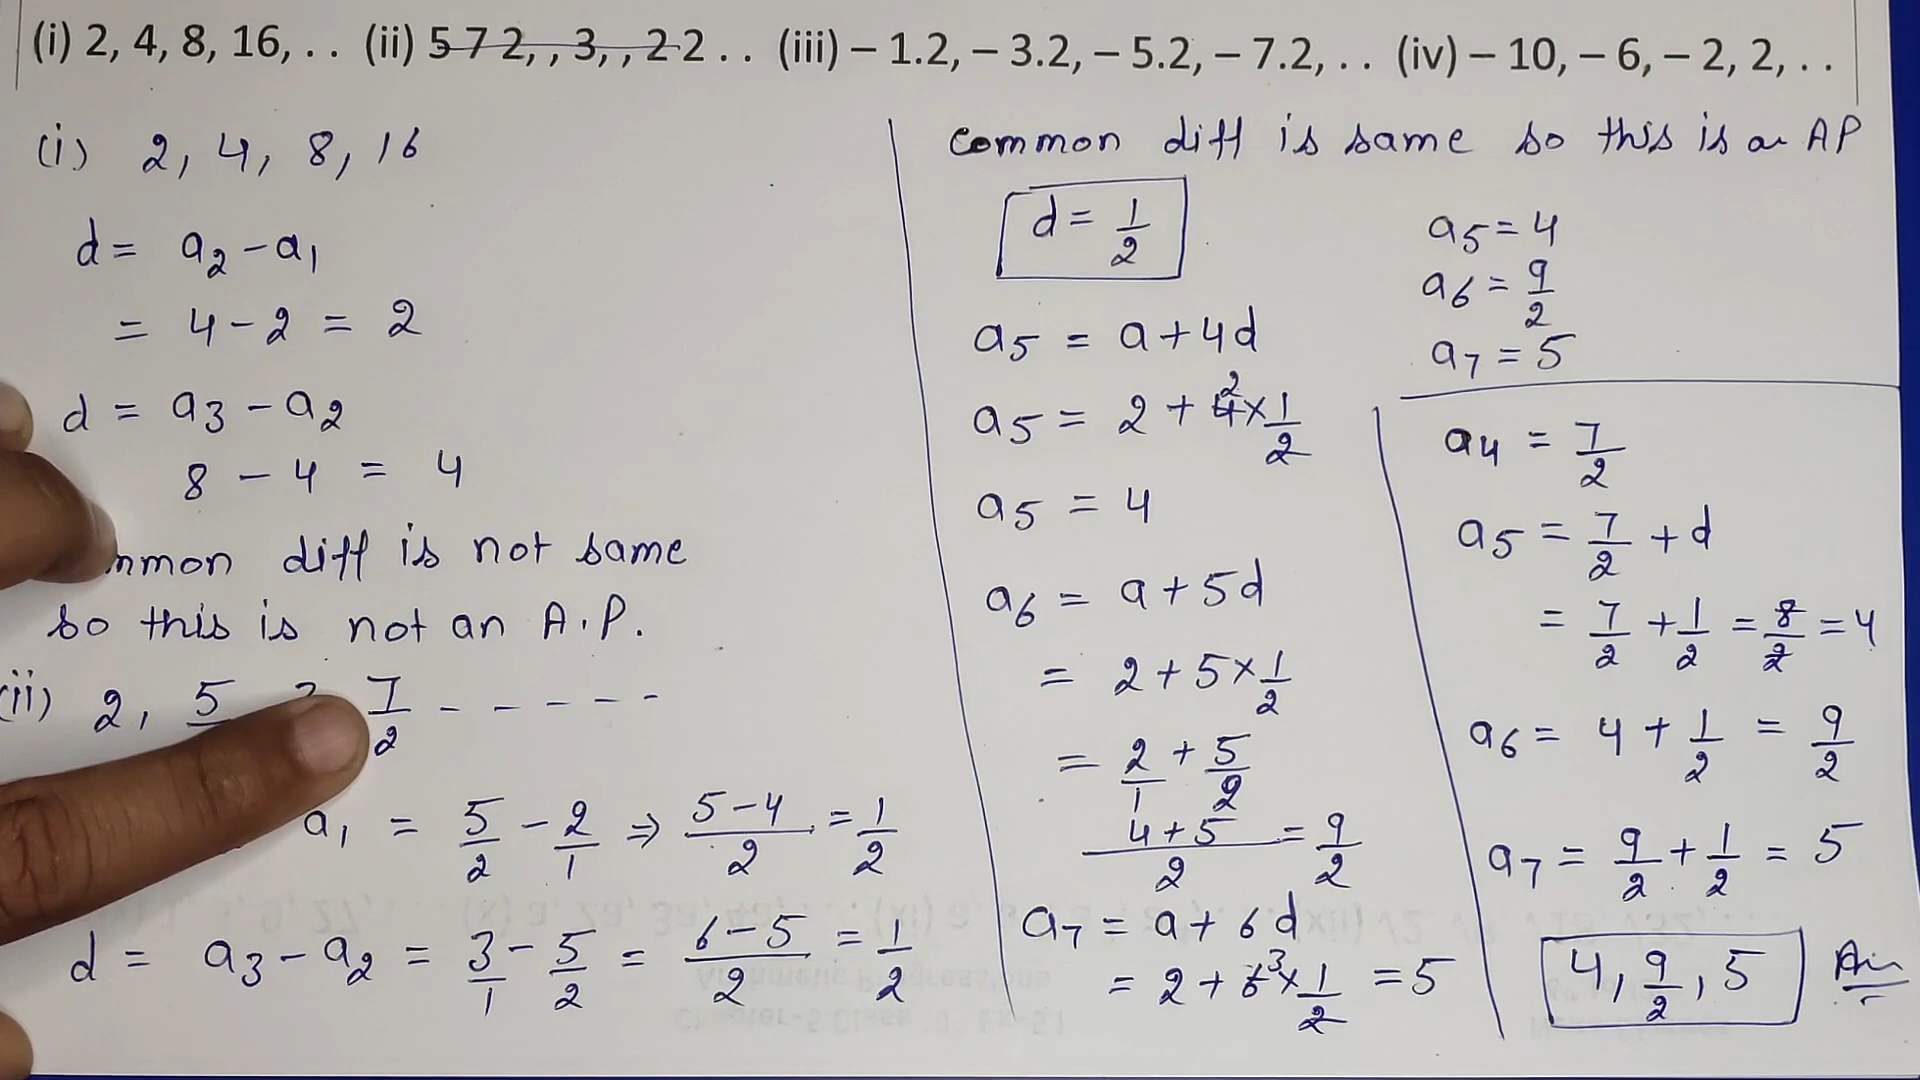 (i) 2, 4, 8, 16, . . (ii) 5 7 2, , 3, , 2 2 . . (iii) – 1.2, – 3.2, – 5.2, – 7.2, . . (iv) – 10, – 6, – 2, 2, . .
(i) 2, 4, 8, 16
d = a2 - a1
= 4 - 2 = 2
d = a3 - a2
8 - 4 = 4
mmon diff is not same
so this is not an A.P.
(ii) 2, 5 7/2 - - - - -
a1 = 5/2 - 2/1 ⇒ (5-4)/2 = 1/2
d = a3 - a2 = 3/1 - 5/2 = (6-5)/2 = 1/2
Common diff is same so this is an AP
d = 1/2
a5 = a + 4d
a5 = 2 + 4 2 × 1/2
a5 = 4
a6 = a + 5d
= 2 + 5 × 1/2
= 2/1 + 5/2
(4+5)/2 = 9/2
a7 = a + 6d
= 2 + 6 3 × 1/2 = 5
a5 = 4
a6 = 9/2
a7 = 5
a4 = 7/2
a5 = 7/2 + d
= 7/2 + 1/2 = 8/2 = 4
a6 = 4 + 1/2 = 9/2
a7 = 9/2 + 1/2 = 5
4, 9/2, 5 Ans